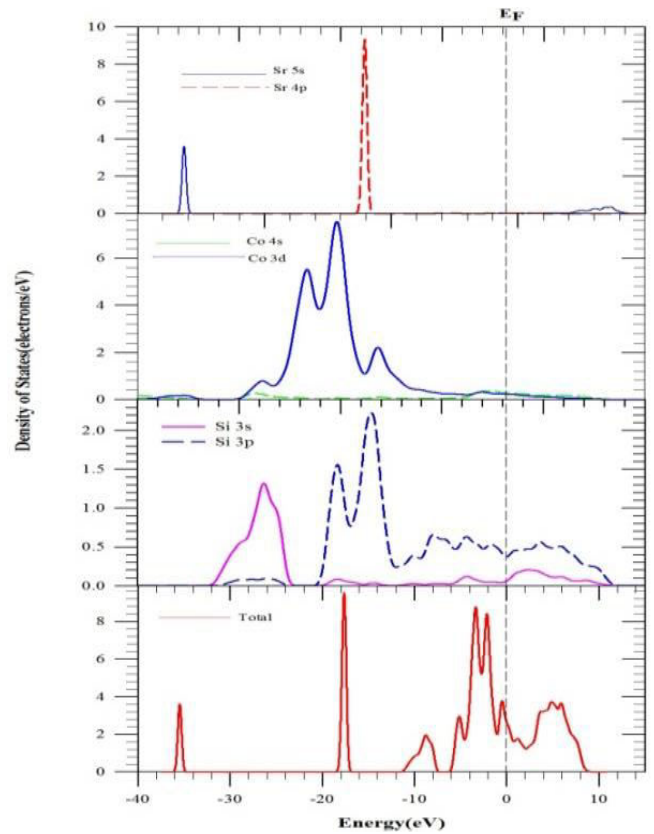 E_F
10
8
6
4
2
0
Sr 5s
Sr 4p
6
4
2
0
Co 4s
Co 3d
2.0
1.5
1.0
0.5
0.0
Si 3s
Si 3p
8
6
4
2
0
Total
-40 -30 -20 -10 0 10
Energy(eV)
Density of States(electrons/eV)